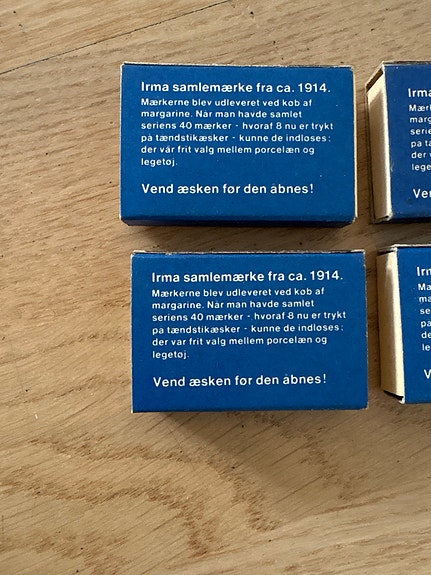 Irma samlemærke fra ca. 1914.
Mærkerne blev udleveret ved køb af
margarine. Når man havde samlet
seriens 40 mærker - hvoraf 8 nu er trykt
på tændstikæsker - kunne de indløses;
der var frit valg mellem porcelæn og
legetøj.
Vend æsken før den åbnes!
Irma samlemærke fra ca. 1914.
Mærkerne blev udleveret ved køb af
margarine. Når man havde samlet
seriens 40 mærker - hvoraf 8 nu er trykt
på tændstikæsker - kunne de indløses;
der var frit valg mellem porcelæn og
legetøj.
Vend æsken før den åbnes!